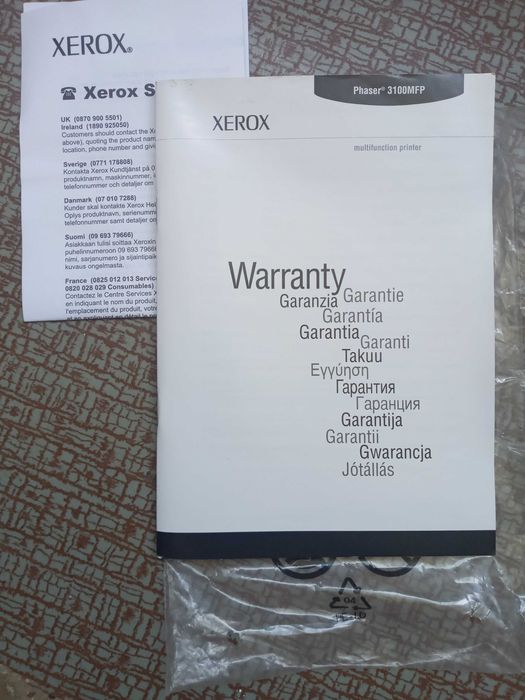 XEROX®
☎ Xerox S
UK (0870 900 5501)
Ireland (1890 925050)
Customers should contact the
above), quoting the product nam
location, phone number and giv
Sverige (0771 178808)
Kontakta Xerox Kundtjänst på 0
produktnamn, maskinnummer,
telefonnummer och detaljer om
Danmark (07 010 7288)
Kunder skal kontakte Xerox Hel
Oplys produktnavn, serienumm
telefonnummer samt detaljer om
Suomi (09 693 79666)
Asiakkaan tulisi soittaa Xeroxin
puhelinnumeroon 09 693 7966
nimi, sarjanumero ja sijaintipaik
kuvaus ongelmasta.
France (0825 012 013 Servic
0820 028 029 Consumables)
Contactez le Centre Services
en indiquant le nom du produit,
l'emplacement du produit, votr
Phaser® 3100MFP
XEROX
multifunction printer
Warranty
Garanzia Garantie
Garantía
Garantia
Garanti
Takuu
Εγγύηση
Гарантия
Гаранция
Garantija
Garantii
Gwarancja
Jótállás
04